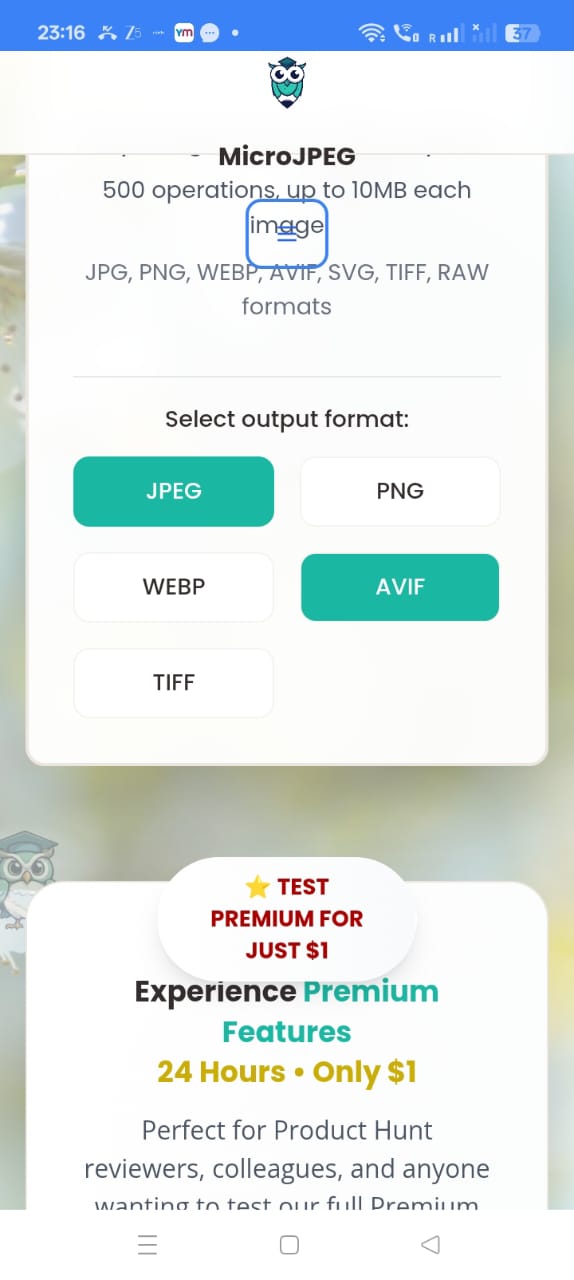 23:16
Z5
ym
R
x
37
MicroJPEG
500 operations, up to 10MB each
image
JPG, PNG, WEBP, AVIF, SVG, TIFF, RAW
formats
Select output format:
JPEG
PNG
WEBP
AVIF
TIFF
⭐ TEST
PREMIUM FOR
JUST $1
Experience Premium
Features
24 Hours • Only $1
Perfect for Product Hunt
reviewers, colleagues, and anyone
wanting to test our full Premium